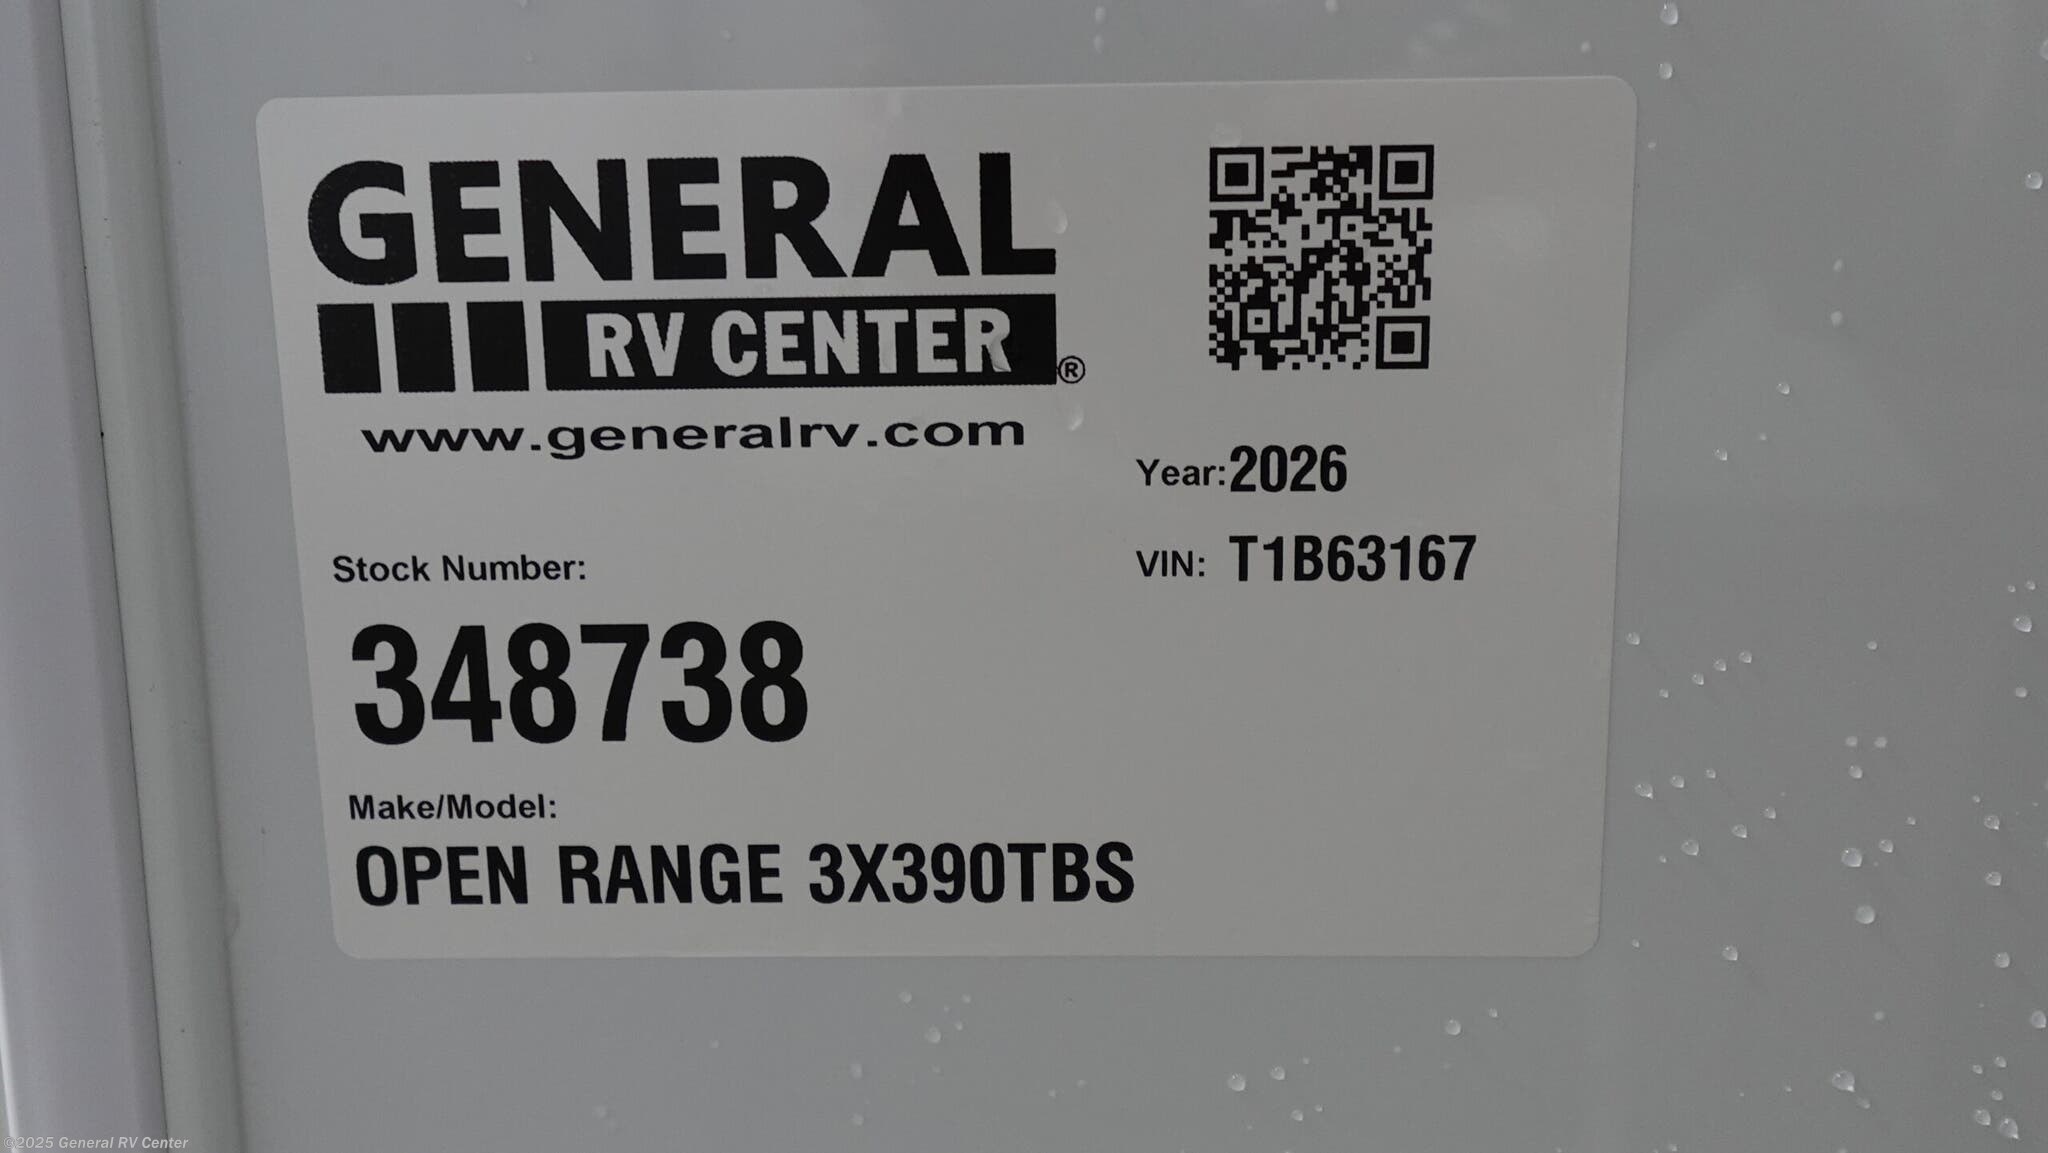 GENERAL
RV CENTER®
www.generalrv.com
Year: 2026
VIN: T1B63167
Stock Number:
348738
Make/Model:
OPEN RANGE 3X390TBS
©2025 General RV Center